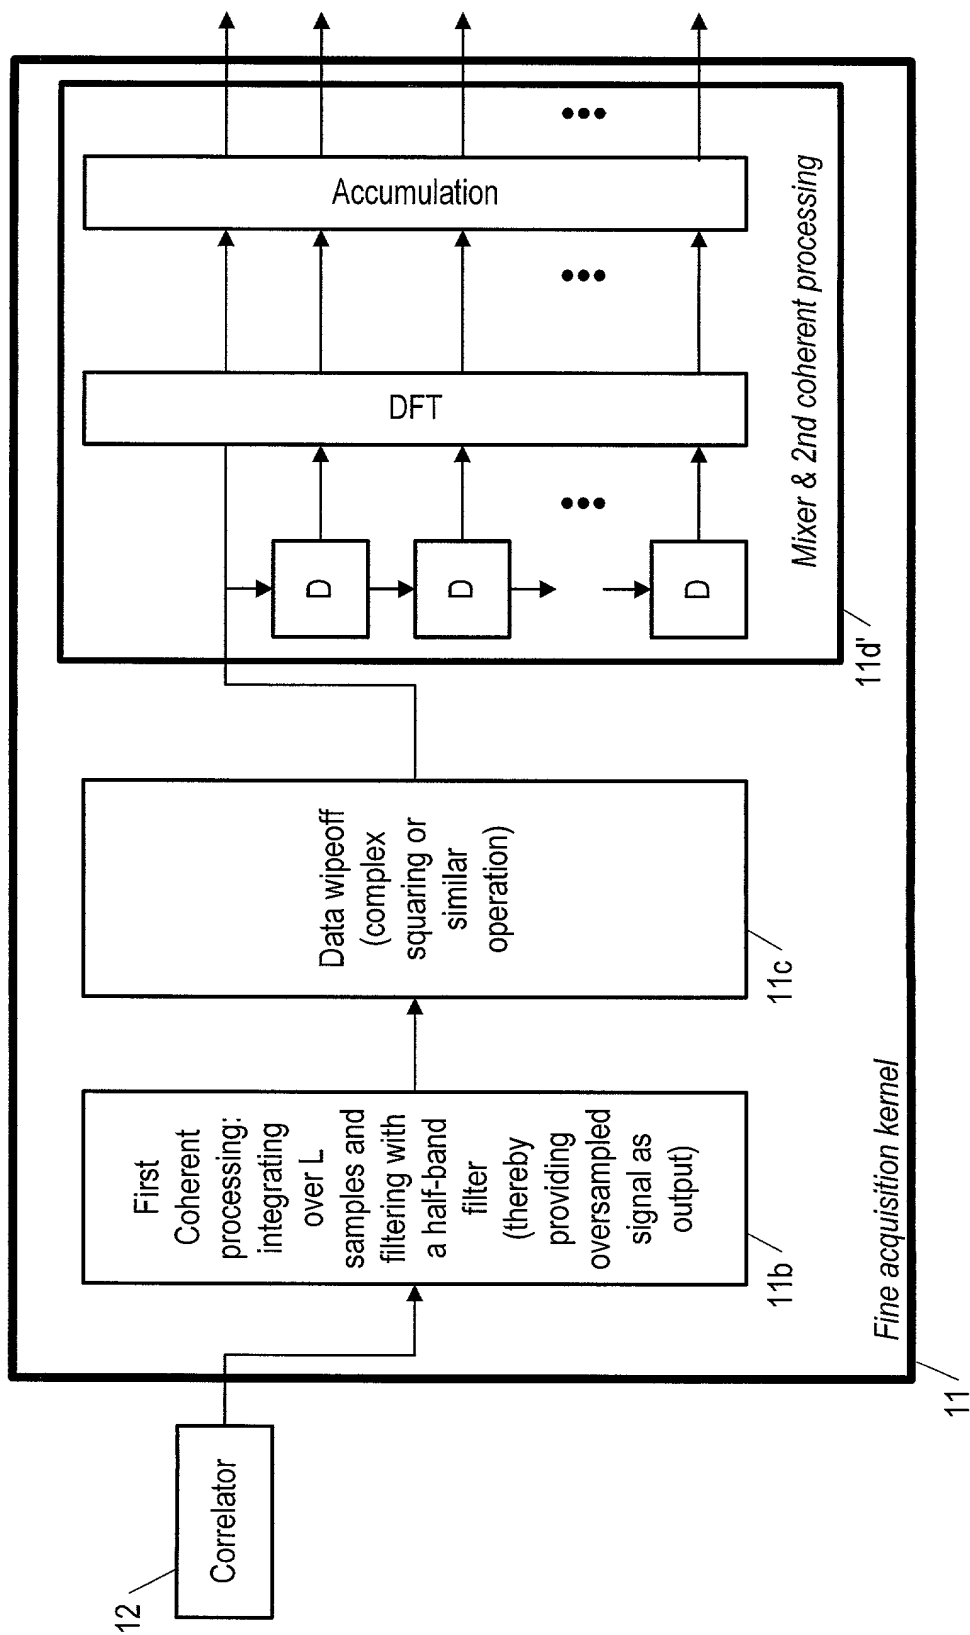 12
Correlator
11
Fine acquisition kernel
First
Coherent
processing:
integrating
over L
samples and
filtering with
a half-band
filter
(thereby
providing
oversampled
signal as
output)
11b
Data wipeoff
(complex
squaring or
similar
operation)
11c
D
D
D
DFT
Accumulation
Mixer & 2nd coherent processing
11d'